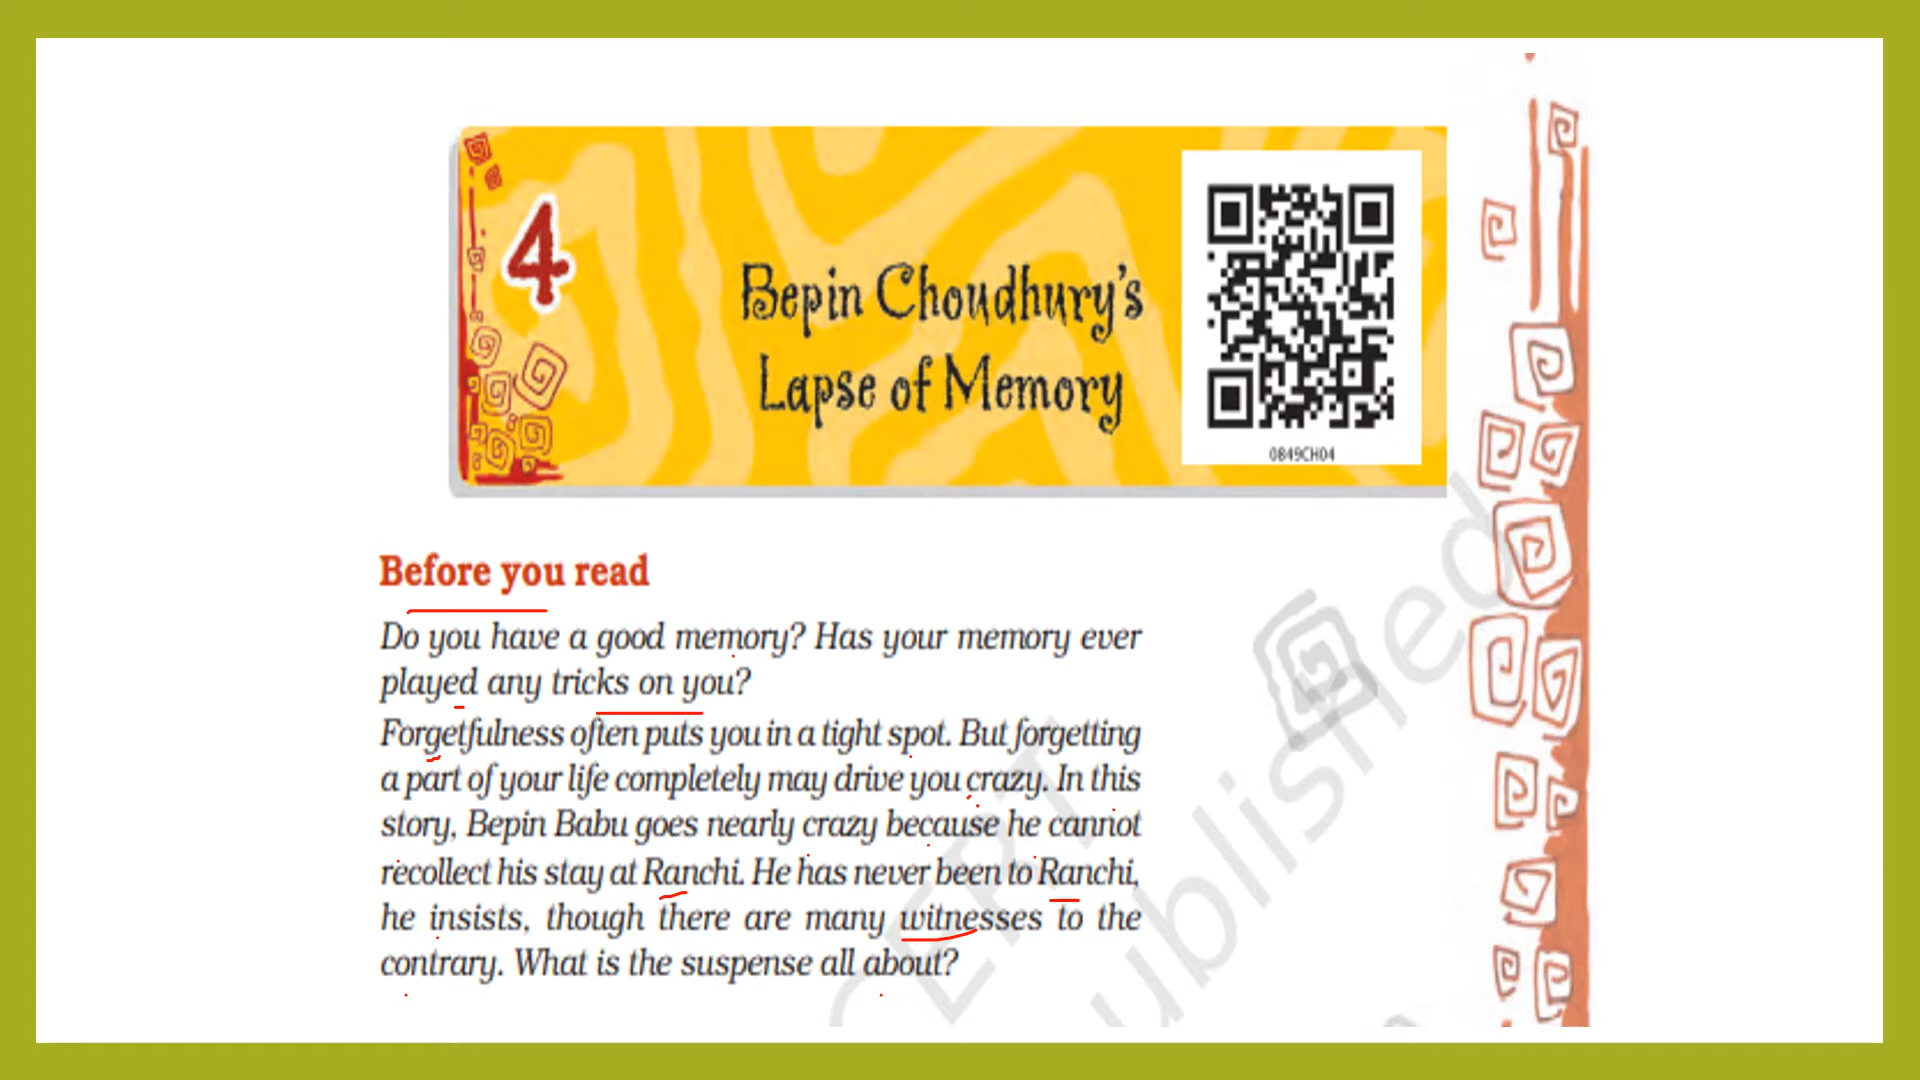 4
Bepin Choudhury's
Lapse of Memory
0849CH04
Before you read
Do you have a good memory? Has your memory ever
played any tricks on you?
Forgetfulness often puts you in a tight spot. But forgetting
a part of your life completely may drive you crazy. In this
story, Bepin Babu goes nearly crazy because he cannot
recollect his stay at Ranchi. He has never been to Ranchi,
he insists, though there are many witnesses to the
contrary. What is the suspense all about?